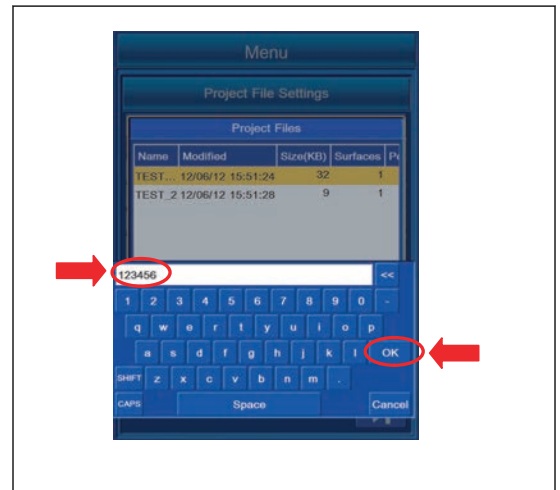 Menu
Project File Settings
Project Files
Name Modified Size(KB) Surfaces
TEST... 12/06/12 15:51:24 32 1
TEST_2 12/06/12 15:51:28 9 1
123456 <<
1 2 3 4 5 6 7 8 9 0 -
q w e r t y u i o p
a s d f g h j k l OK
SHIFT z x c v b n m .
CAPS Space Cancel